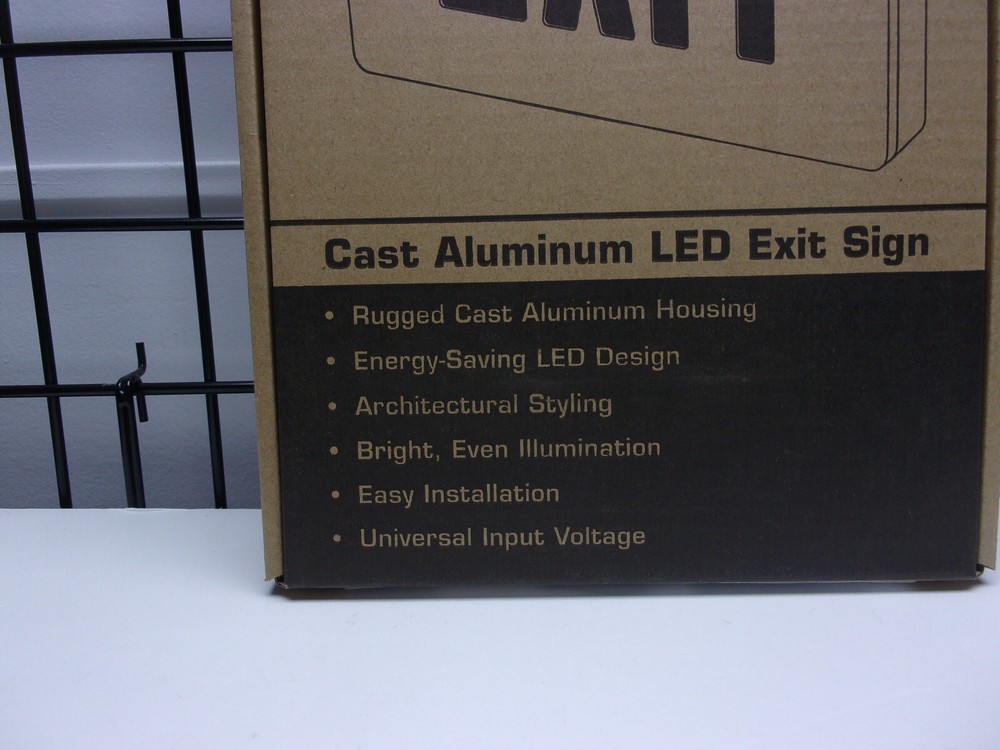 EXIT
Cast Aluminum LED Exit Sign
• Rugged Cast Aluminum Housing
• Energy-Saving LED Design
• Architectural Styling
• Bright, Even Illumination
• Easy Installation
• Universal Input Voltage